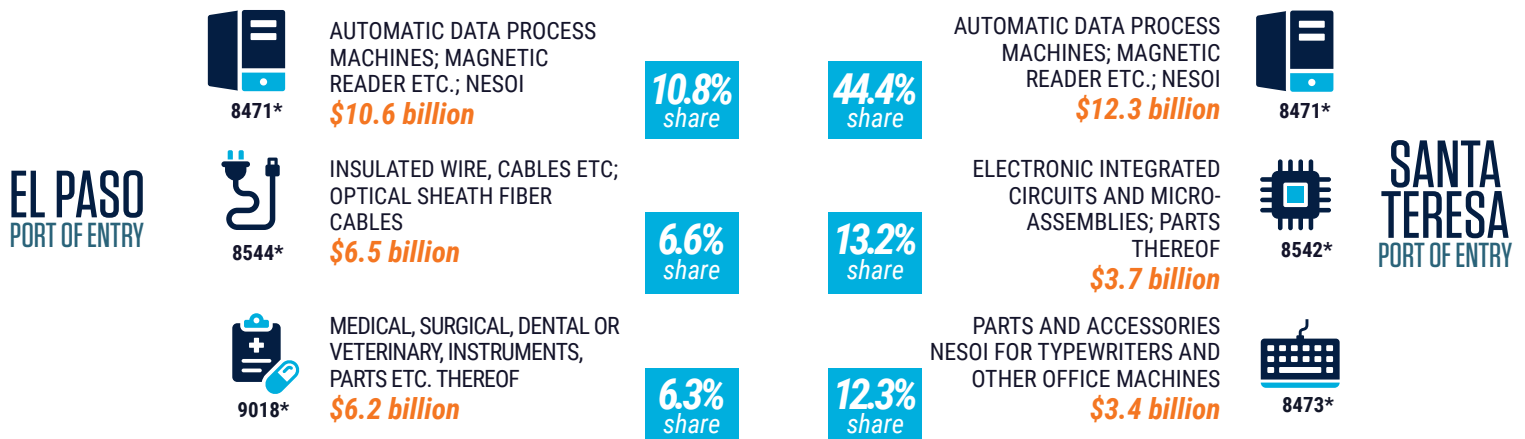 EL PASO
PORT OF ENTRY
8471*
AUTOMATIC DATA PROCESS
MACHINES; MAGNETIC
READER ETC.; NESOI
$10.6 billion
10.8%
share
8544*
INSULATED WIRE, CABLES ETC;
OPTICAL SHEATH FIBER
CABLES
$6.5 billion
6.6%
share
9018*
MEDICAL, SURGICAL, DENTAL OR
VETERINARY, INSTRUMENTS,
PARTS ETC. THEREOF
$6.2 billion
6.3%
share
44.4%
share
AUTOMATIC DATA PROCESS
MACHINES; MAGNETIC
READER ETC.; NESOI
$12.3 billion
8471*
13.2%
share
ELECTRONIC INTEGRATED
CIRCUITS AND MICRO-
ASSEMBLIES; PARTS
THEREOF
$3.7 billion
8542*
12.3%
share
PARTS AND ACCESSORIES
NESOI FOR TYPEWRITERS AND
OTHER OFFICE MACHINES
$3.4 billion
8473*
SANTA
TERESA
PORT OF ENTRY